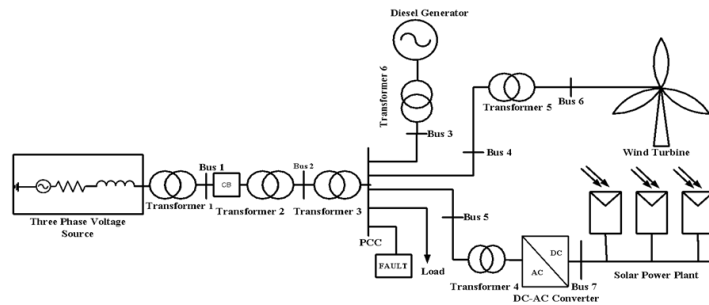 Diesel Generator
Transformer 6
Bus 3
Transformer 5
Bus 6
Bus 4
Wind Turbine
Bus 1
CB
Bus 2
Transformer 1
Transformer 2
Transformer 3
Three Phase Voltage
Source
PCC
FAULT
Load
Bus 5
Transformer 4
DC
AC
DC-AC Converter
Bus 7
Solar Power Plant